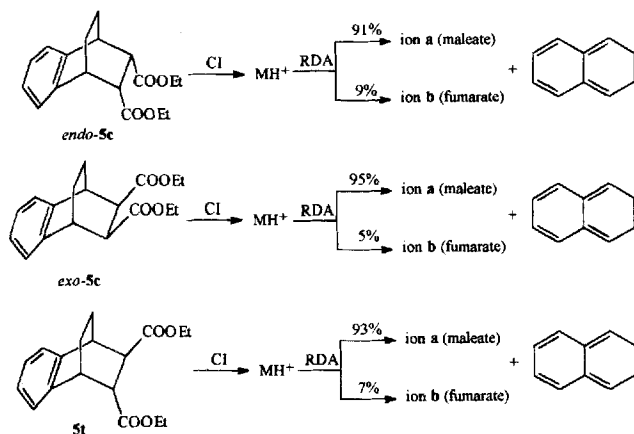 COOEt
COOEt
endo-5c
CI
MH⁺
RDA
91%
9%
ion a (maleate)
ion b (fumarate)
+
COOEt
COOEt
exo-5c
CI
MH⁺
RDA
95%
5%
ion a (maleate)
ion b (fumarate)
+
COOEt
COOEt
5t
CI
MH⁺
RDA
93%
7%
ion a (maleate)
ion b (fumarate)
+